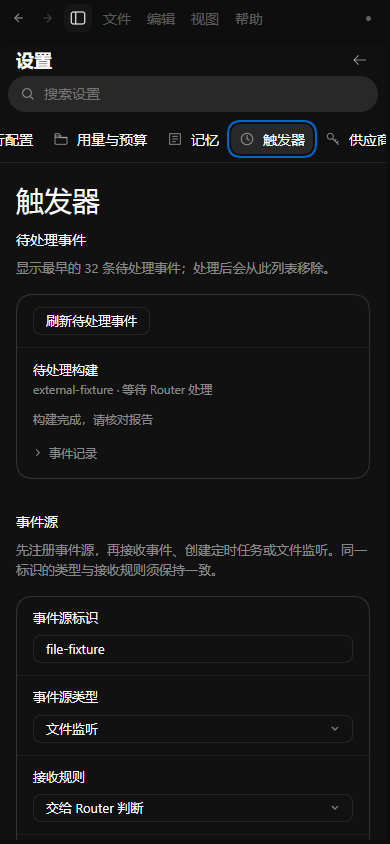 文件 编辑 视图 帮助
设置
搜索设置
行配置 用量与预算 记忆 触发器 供应商
触发器
待处理事件
显示最早的 32 条待处理事件；处理后会从此列表移除。
刷新待处理事件
待处理构建
external-fixture · 等待 Router 处理
构建完成，请核对报告
事件记录
事件源
先注册事件源，再接收事件、创建定时任务或文件监听。同一
标识的类型与接收规则须保持一致。
事件源标识
file-fixture
事件源类型
文件监听
接收规则
交给 Router 判断